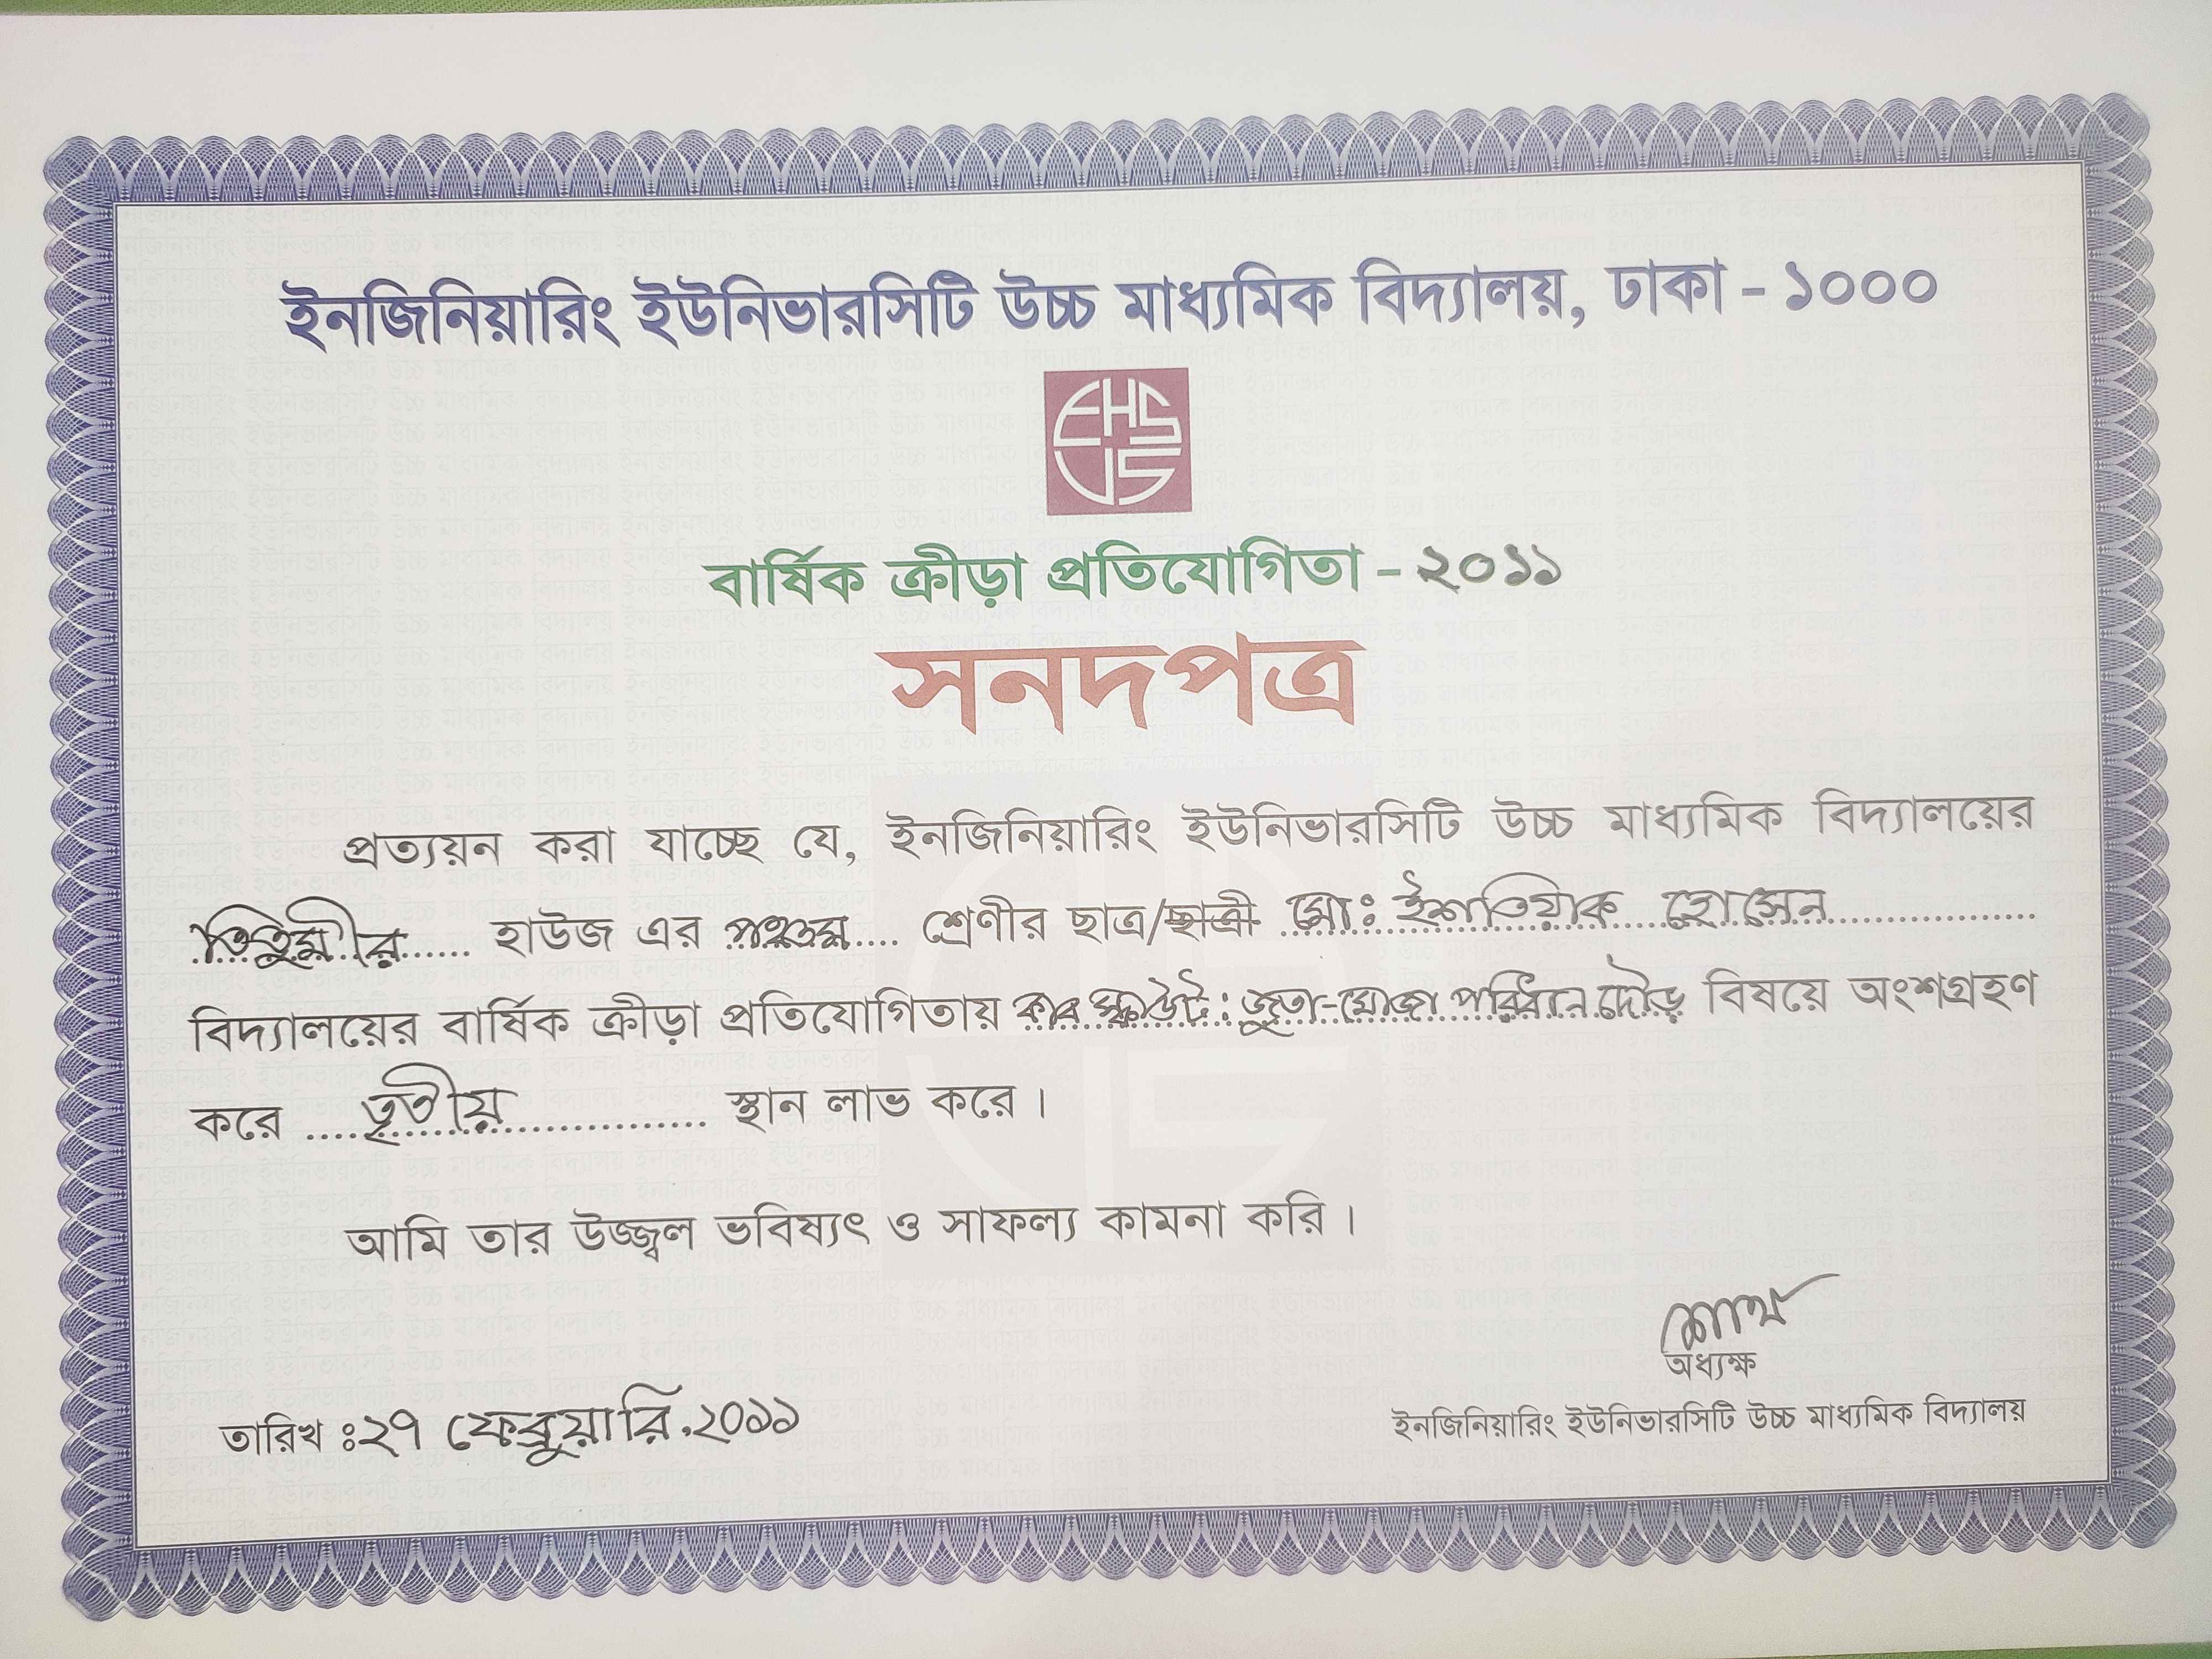 ইনজিনিয়ারিং ইউনিভারসিটি উচ্চ মাধ্যমিক বিদ্যালয়, ঢাকা - ১০০০
EHS
US
বার্ষিক ক্রীড়া প্রতিযোগিতা - ২০১১
সনদপত্র
প্রত্যয়ন করা যাচ্ছে যে, ইনজিনিয়ারিং ইউনিভারসিটি উচ্চ মাধ্যমিক বিদ্যালয়ের
তিতুমীর হাউজ এর পঞ্চম শ্রেণীর ছাত্র/ছাত্রী মোঃ ইশতিয়াক হোসেন
বিদ্যালয়ের বার্ষিক ক্রীড়া প্রতিযোগিতায় কাব স্কাউট: জুতা-মোজা পরিধান দৌড় বিষয়ে অংশগ্রহণ
করে তৃতীয় স্থান লাভ করে।
আমি তার উজ্জ্বল ভবিষ্যৎ ও সাফল্য কামনা করি।
অধ্যক্ষ
ইনজিনিয়ারিং ইউনিভারসিটি উচ্চ মাধ্যমিক বিদ্যালয়
তারিখ ঃ ২৭ ফেব্রুয়ারি, ২০১১